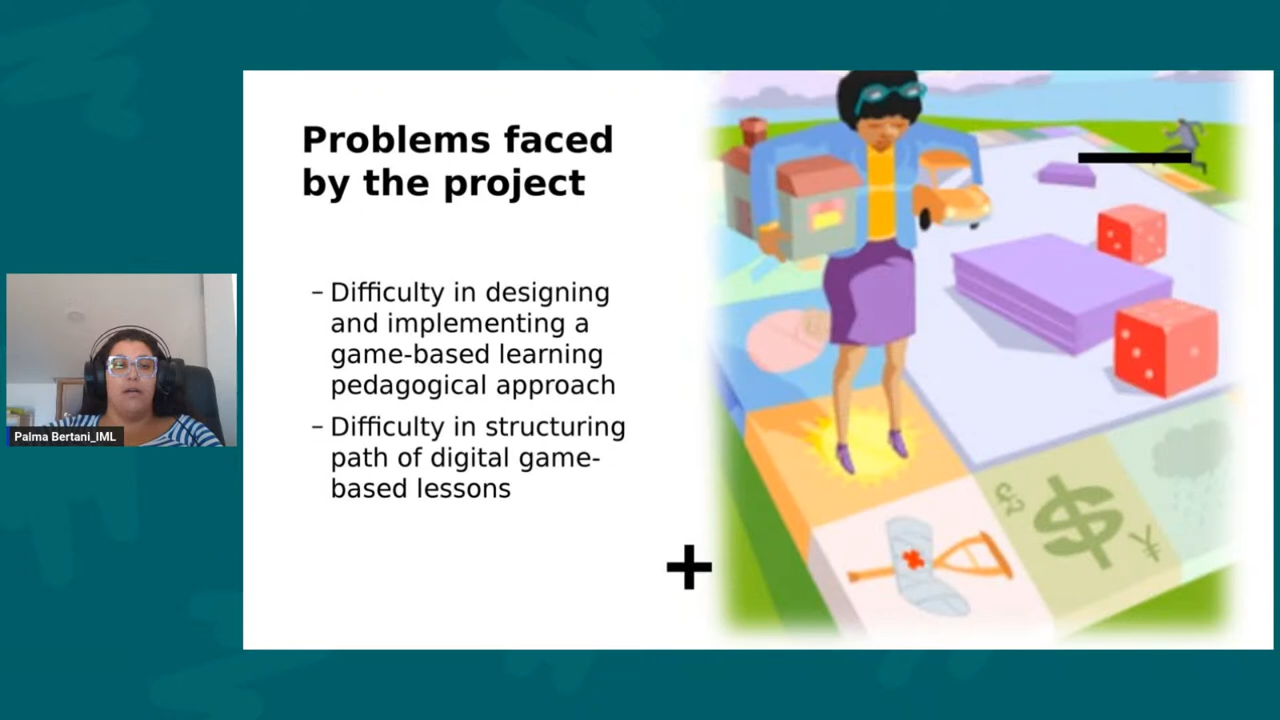 Problems faced
by the project
– Difficulty in designing
and implementing a
game-based learning
pedagogical approach
– Difficulty in structuring
path of digital game-
based lessons
+
£
$
¥
Palma Bertani_IML